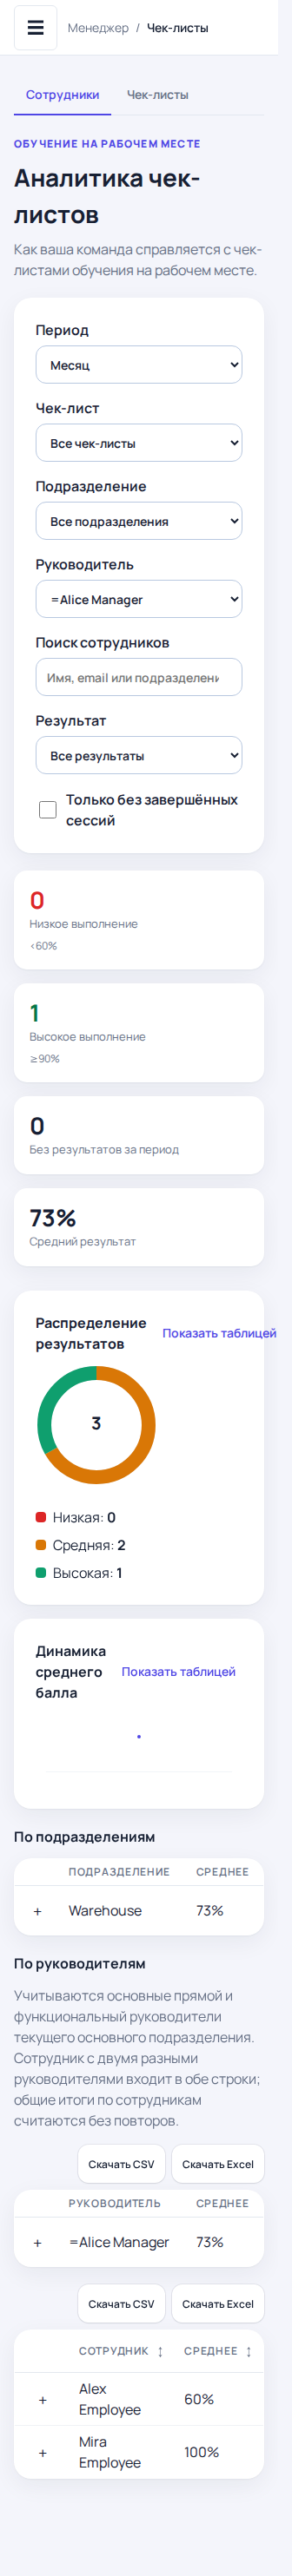 ☰ Менеджер / Чек-листы
Сотрудники Чек-листы
ОБУЧЕНИЕ НА РАБОЧЕМ МЕСТЕ
Аналитика чек-
листов
Как ваша команда справляется с чек-
листами обучения на рабочем месте.
Период
Месяц
Чек-лист
Все чек-листы
Подразделение
Все подразделения
Руководитель
=Alice Manager
Поиск сотрудников
Имя, email или подразделени
Результат
Все результаты
Только без завершённых
сессий
0
Низкое выполнение
<60%
1
Высокое выполнение
≥90%
0
Без результатов за период
73%
Средний результат
Распределение
результатов
Показать таблицей
3
Низкая: 0
Средняя: 2
Высокая: 1
Динамика
среднего
балла
Показать таблицей
По подразделениям
ПОДРАЗДЕЛЕНИЕ СРЕДНЕЕ
+ Warehouse 73%
По руководителям
Учитываются основные прямой и
функциональный руководители
текущего основного подразделения.
Сотрудник с двумя разными
руководителями входит в обе строки;
общие итоги по сотрудникам
считаются без повторов.
Скачать CSV Скачать Excel
РУКОВОДИТЕЛЬ СРЕДНЕЕ
+ =Alice Manager 73%
Скачать CSV Скачать Excel
СОТРУДНИК ↕ СРЕДНЕЕ ↕
+ Alex
Employee 60%
+ Mira
Employee 100%